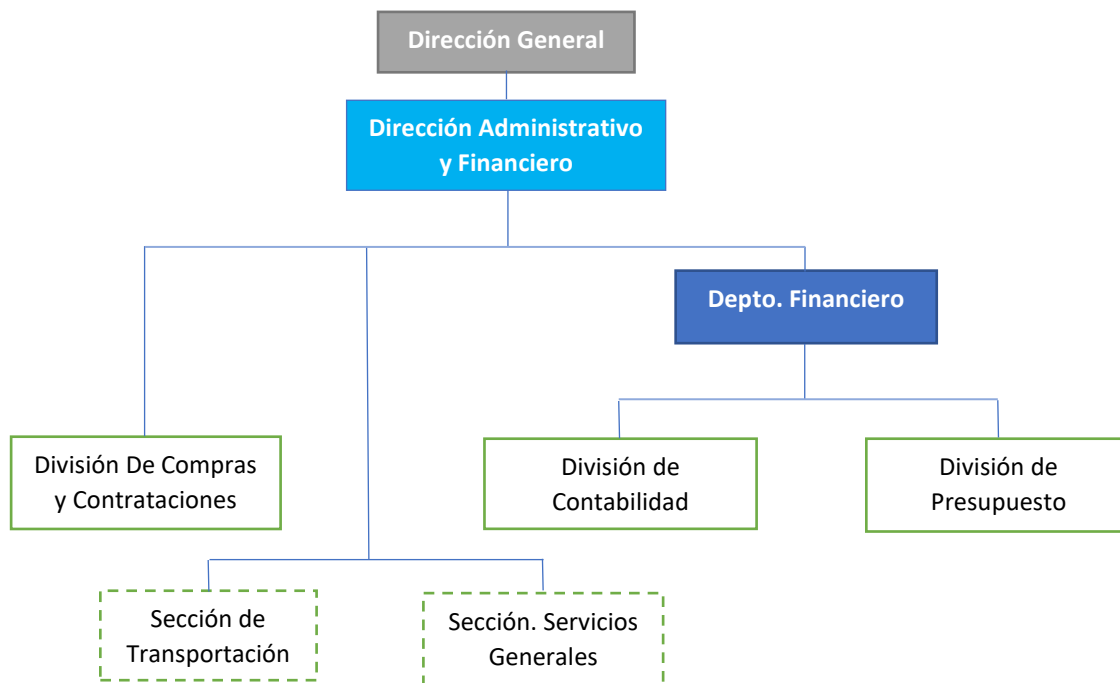 Dirección General
Dirección Administrativo
y Financiero
Depto. Financiero
División De Compras
y Contrataciones
División de
Contabilidad
División de
Presupuesto
Sección de
Transportación
Sección. Servicios
Generales